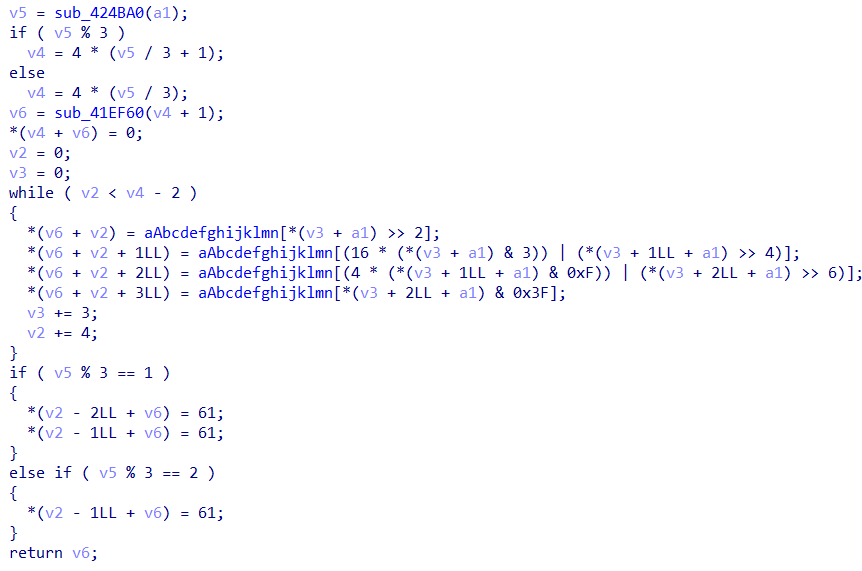 v5 = sub_424BA0(a1);
if ( v5 % 3 )
  v4 = 4 * (v5 / 3 + 1);
else
  v4 = 4 * (v5 / 3);
v6 = sub_41EF60(v4 + 1);
*(v4 + v6) = 0;
v2 = 0;
v3 = 0;
while ( v2 < v4 - 2 )
{
  *(v6 + v2) = aAbcdefghijklmn[*(v3 + a1) >> 2];
  *(v6 + v2 + 1LL) = aAbcdefghijklmn[(16 * (*(v3 + a1) & 3)) | (*(v3 + 1LL + a1) >> 4)];
  *(v6 + v2 + 2LL) = aAbcdefghijklmn[(4 * (*(v3 + 1LL + a1) & 0xF)) | (*(v3 + 2LL + a1) >> 6)];
  *(v6 + v2 + 3LL) = aAbcdefghijklmn[*(v3 + 2LL + a1) & 0x3F];
  v3 += 3;
  v2 += 4;
}
if ( v5 % 3 == 1 )
{
  *(v2 - 2LL + v6) = 61;
  *(v2 - 1LL + v6) = 61;
}
else if ( v5 % 3 == 2 )
{
  *(v2 - 1LL + v6) = 61;
}
return v6;